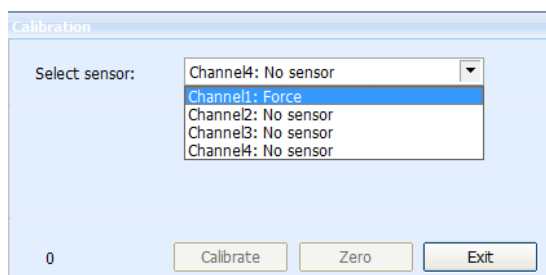 Calibration
Select sensor: Channel4: No sensor
Channel1: Force
Channel2: No sensor
Channel3: No sensor
Channel4: No sensor
0 Calibrate Zero Exit